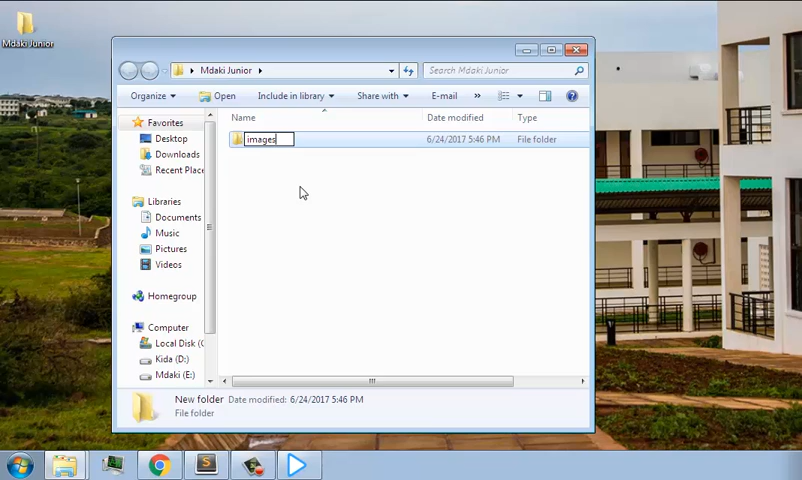 Mdaki Junior
Mdaki Junior
Search Mdaki Junior
Organize Open Include in library Share with E-mail »
Name Date modified Type
images 6/24/2017 5:46 PM File folder
Favorites
Desktop
Downloads
Recent Place
Libraries
Documents
Music
Pictures
Videos
Homegroup
Computer
Local Disk (C
Kida (D:)
Mdaki (E:)
New folder Date modified: 6/24/2017 5:46 PM
File folder